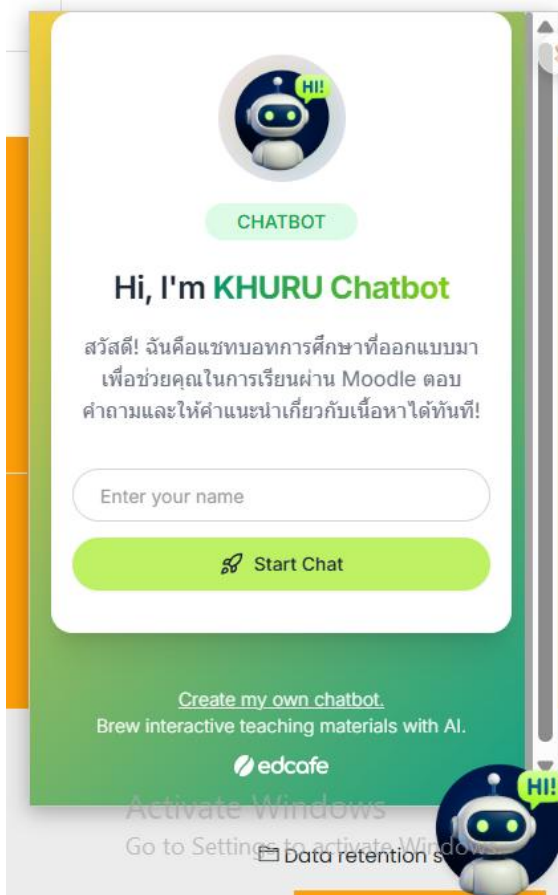 HI!
CHATBOT
Hi, I'm KHURU Chatbot
สวัสดี! ฉันคือแชทบอทการศึกษาที่ออกแบบมา
เพื่อช่วยคุณในการเรียนผ่าน Moodle ตอบ
คำถามและให้คำแนะนำเกี่ยวกับเนื้อหาได้ทันที!
Enter your name
Start Chat
Create my own chatbot.
Brew interactive teaching materials with AI.
edcafe
HI!
Activate Windows
Go to Settings to activate Windows.
Data retention s